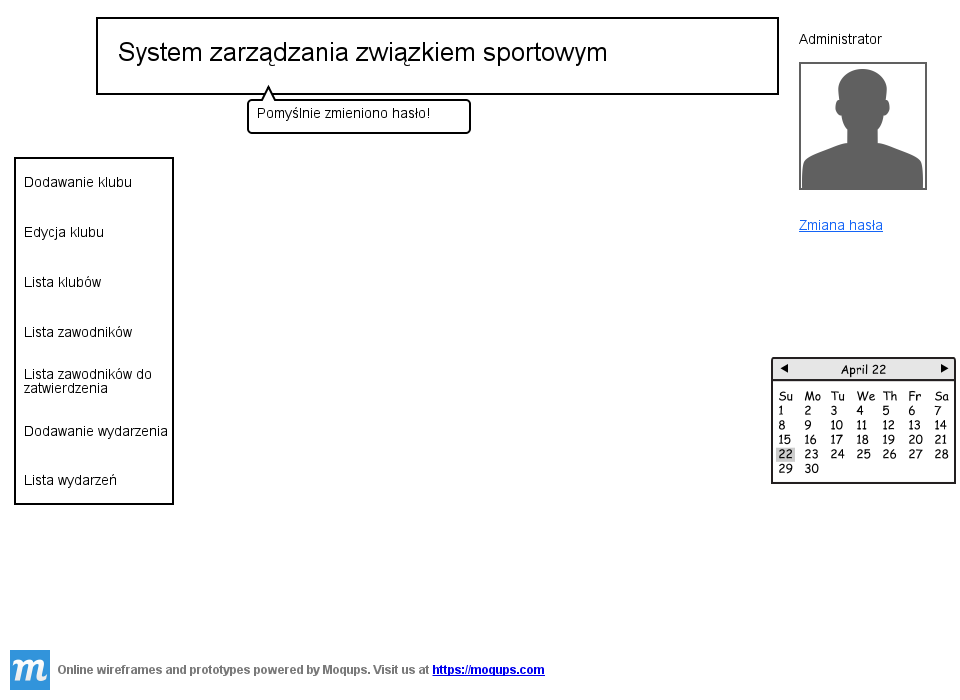 System zarządzania związkiem sportowym
Administrator
Pomyślnie zmieniono hasło!
Zmiana hasła
Dodawanie klubu
Edycja klubu
Lista klubów
Lista zawodników
Lista zawodników do
zatwierdzenia
Dodawanie wydarzenia
Lista wydarzeń
April 22
Su Mo Tu We Th Fr Sa
1 2 3 4 5 6 7
8 9 10 11 12 13 14
15 16 17 18 19 20 21
22 23 24 25 26 27 28
29 30
m Online wireframes and prototypes powered by Moqups. Visit us at https://moqups.com